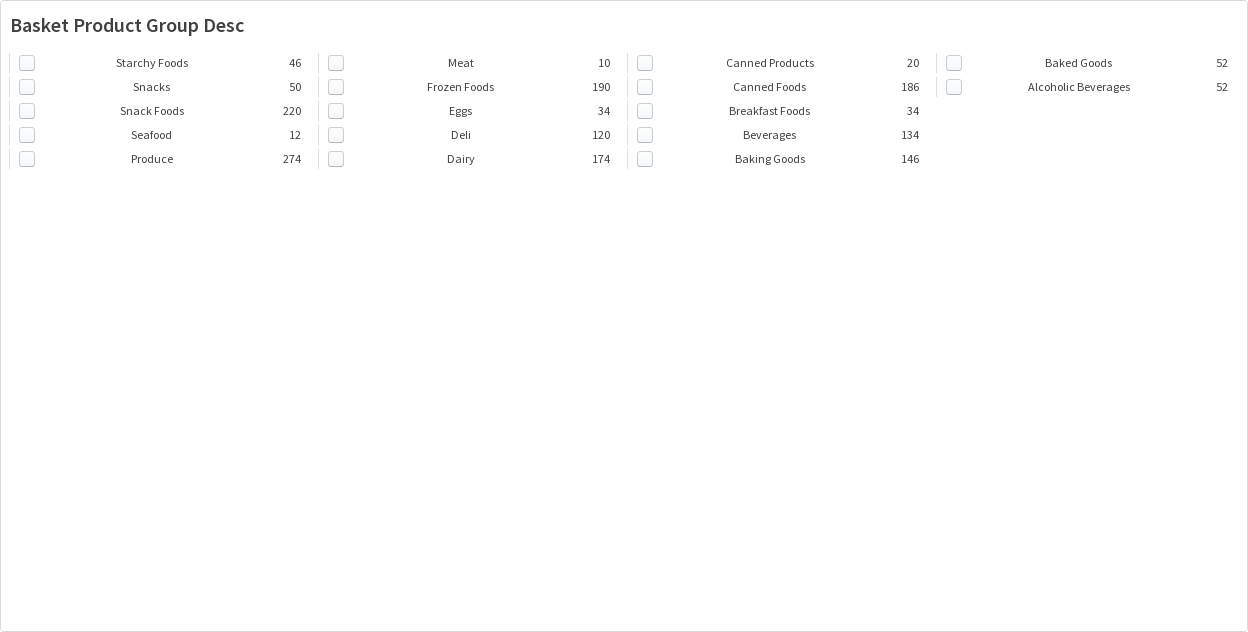 Basket Product Group Desc
Starchy Foods 46 Meat 10 Canned Products 20 Baked Goods 52
Snacks 50 Frozen Foods 190 Canned Foods 186 Alcoholic Beverages 52
Snack Foods 220 Eggs 34 Breakfast Foods 34
Seafood 12 Deli 120 Beverages 134
Produce 274 Dairy 174 Baking Goods 146